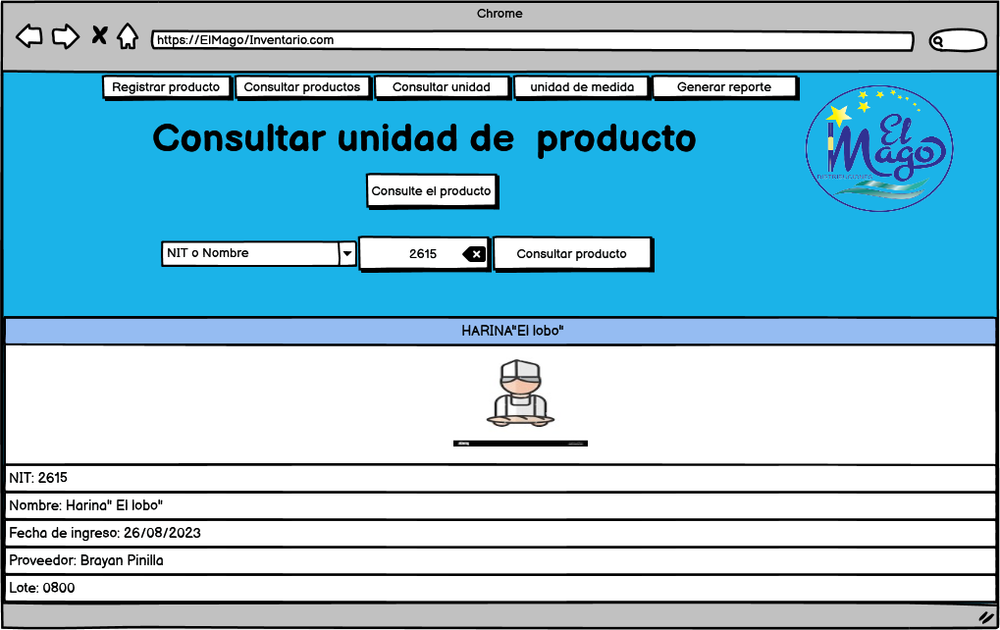 Chrome
https://ElMago/Inventario.com
Registrar producto
Consultar productos
Consultar unidad
unidad de medida
Generar reporte
El
Mago
DISTRIBUCIONES
Consultar unidad de producto
Consulte el producto
NIT o Nombre
2615
Consultar producto
HARINA"El lobo"
NIT: 2615
Nombre: Harina" El lobo"
Fecha de ingreso: 26/08/2023
Proveedor: Brayan Pinilla
Lote: 0800